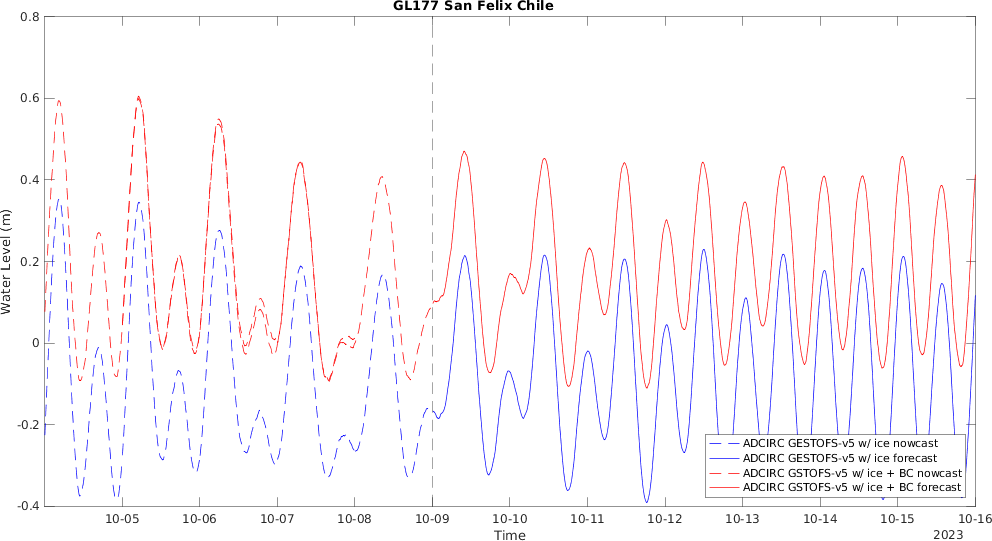 GL177 San Felix Chile
0.8
0.6
0.4
0.2
0
-0.2
-0.4
Water Level (m)
ADCIRC GESTOFS-v5 w/ ice nowcast
ADCIRC GESTOFS-v5 w/ ice forecast
ADCIRC GSTOFS-v5 w/ ice + BC nowcast
ADCIRC GSTOFS-v5 w/ ice + BC forecast
10-05 10-06 10-07 10-08 10-09 10-10 10-11 10-12 10-13 10-14 10-15 10-16
Time
2023